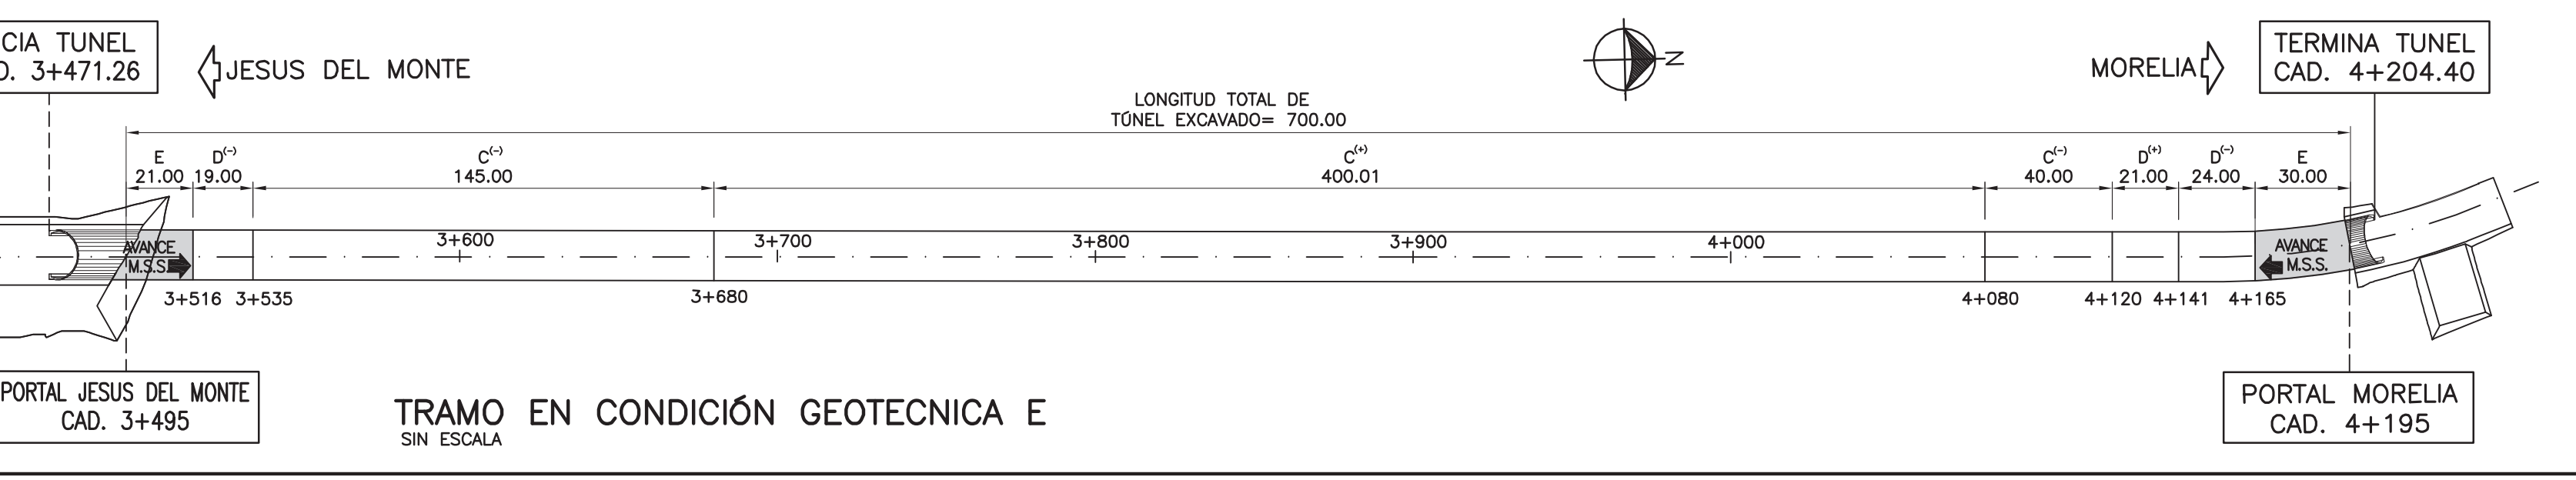 CIA TUNEL
3+471.26
JESUS DEL MONTE
N
MORELIA
TERMINA TUNEL
CAD. 4+204.40
LONGITUD TOTAL DE
TÚNEL EXCAVADO= 700.00
E D(-) C(-) C(+) C(-) D(+) D(-) E
21.00 19.00 145.00 400.01 40.00 21.00 24.00 30.00
3+600 3+700 3+800 3+900 4+000
AVANCE
M.S.S.
AVANCE
M.S.S.
3+516 3+535 3+680 4+080 4+120 4+141 4+165
PORTAL JESUS DEL MONTE
CAD. 3+495
TRAMO EN CONDICIÓN GEOTECNICA E
SIN ESCALA
PORTAL MORELIA
CAD. 4+195